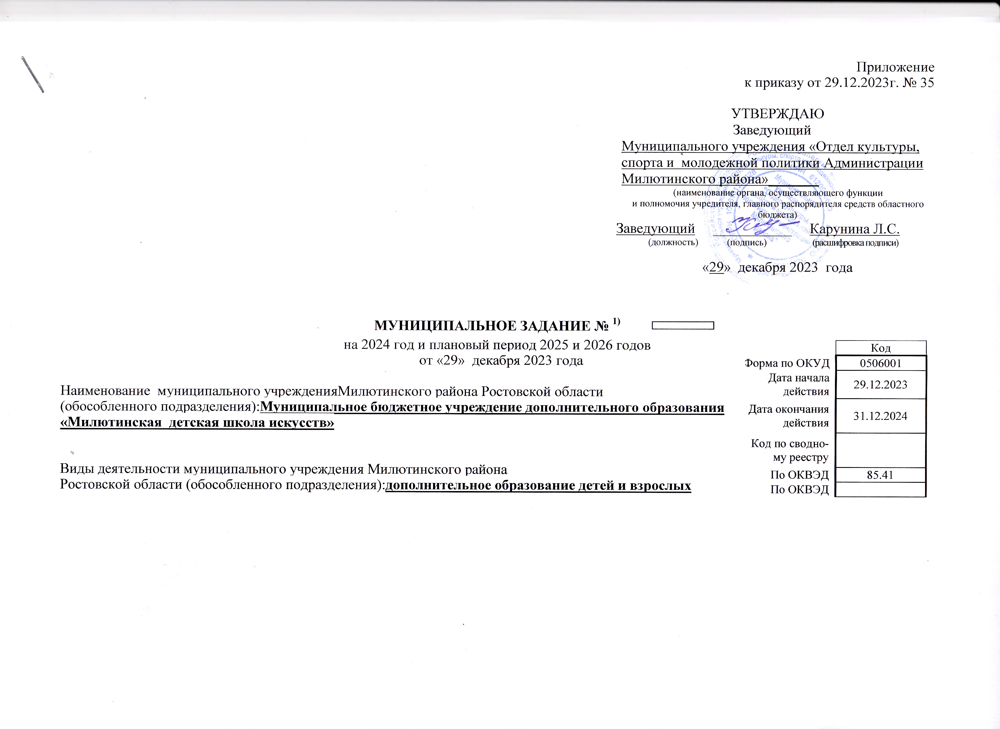 Приложение
к приказу от 29.12.2023г. № 35
УТВЕРЖДАЮ
Заведующий
Муниципального учреждения «Отдел культуры,
спорта и молодежной политики Администрации
Милютинского района»
(наименование органа, осуществляющего функции
и полномочия учредителя, главного распорядителя средств областного
бюджета)
Заведующий Карунина Л.С.
(должность) (подпись) (расшифровка подписи)
«29» декабря 2023 года
МУНИЦИПАЛЬНОЕ ЗАДАНИЕ № 1)
на 2024 год и плановый период 2025 и 2026 годов
от «29» декабря 2023 года
Код
Форма по ОКУД 0506001
Дата начала
действия 29.12.2023
Наименование муниципального учрежденияМилютинского района Ростовской области
(обособленного подразделения):Муниципальное бюджетное учреждение дополнительного образования
«Милютинская детская школа искусств»
Дата окончания
действия 31.12.2024
Код по сводно-
му реестру
Виды деятельности муниципального учреждения Милютинского района
Ростовской области (обособленного подразделения):дополнительное образование детей и взрослых
По ОКВЭД 85.41
По ОКВЭД